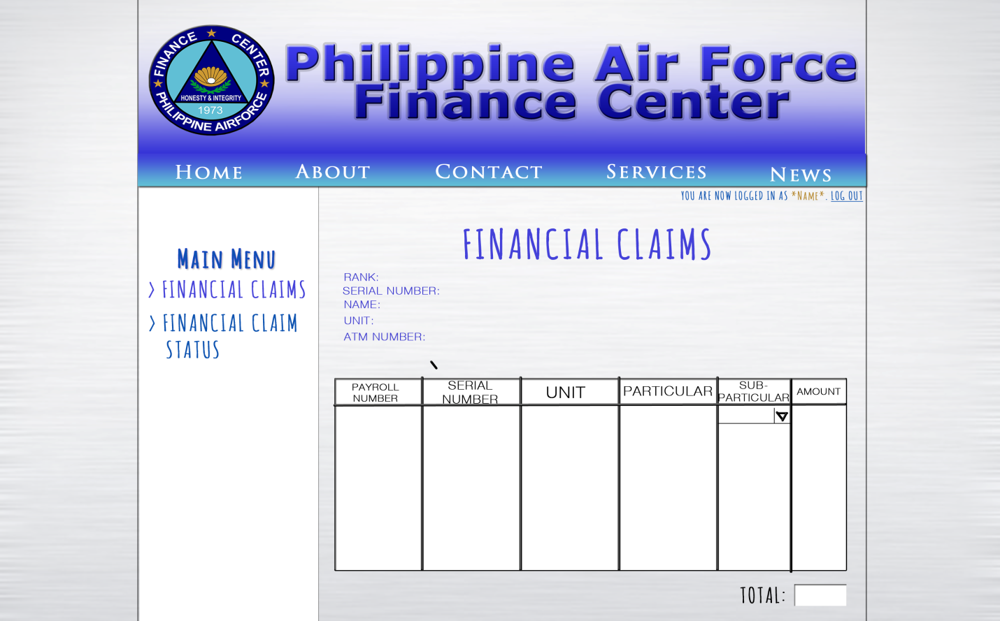 FINANCE CENTER
PHILIPPINE AIRFORCE
HONESTY & INTEGRITY
1973
Philippine Air Force
Finance Center
HOME ABOUT CONTACT SERVICES NEWS
YOU ARE NOW LOGGED IN AS *NAME*. LOG OUT
MAIN MENU
> FINANCIAL CLAIMS
> FINANCIAL CLAIM
STATUS
FINANCIAL CLAIMS
RANK:
SERIAL NUMBER:
NAME:
UNIT:
ATM NUMBER:
PAYROLL
NUMBER
SERIAL
NUMBER
UNIT
PARTICULAR
SUB-
PARTICULAR
AMOUNT
TOTAL: